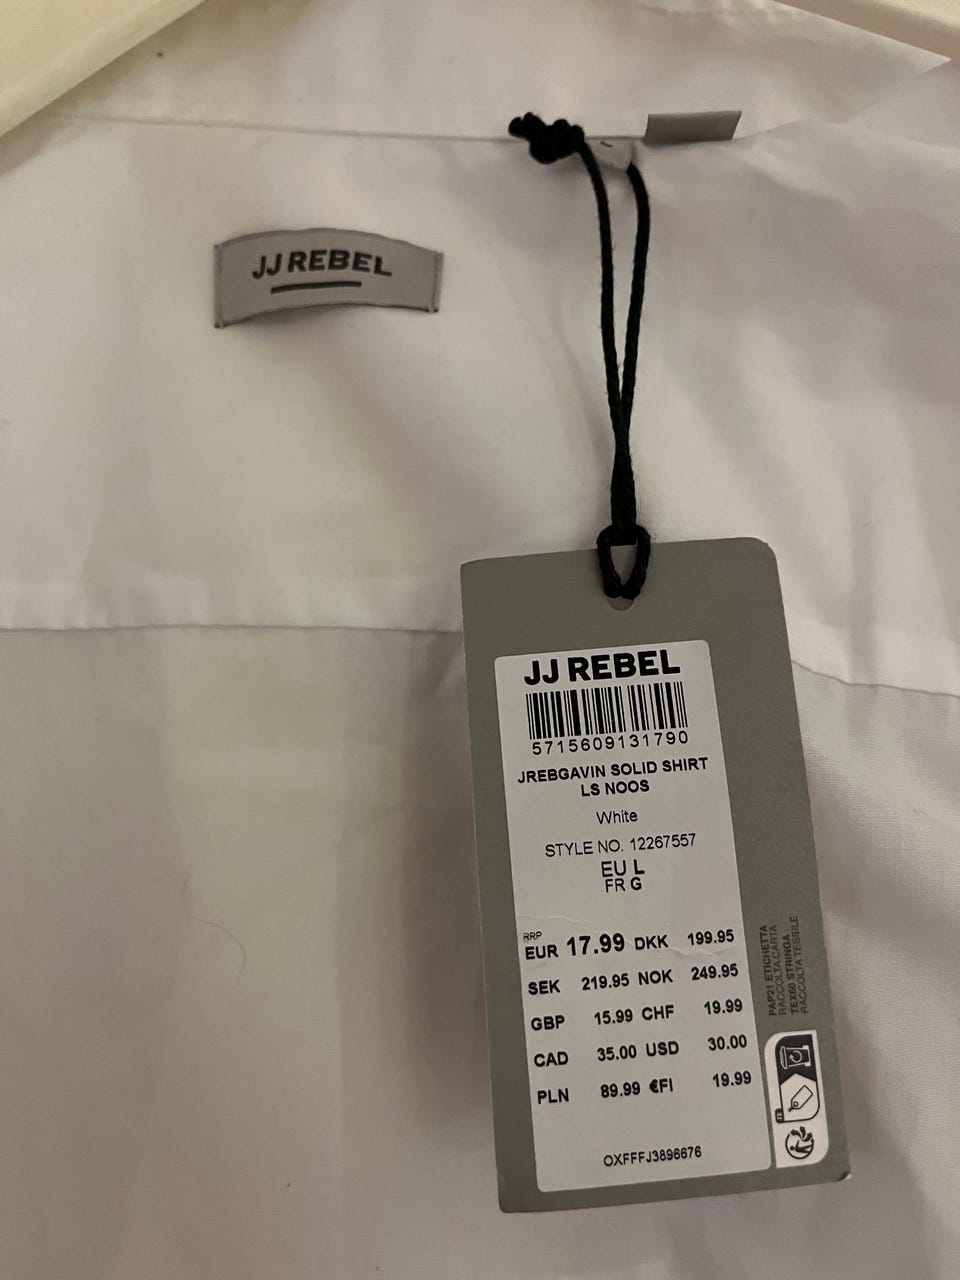 JJ REBEL
JJ REBEL
5715609131790
JREBGAVIN SOLID SHIRT
LS NOOS
White
STYLE NO. 12267557
EU L
FR G
RRP
EUR 17.99 DKK 199.95
SEK 219.95 NOK 249.95
GBP 15.99 CHF 19.99
CAD 35.00 USD 30.00
PLN 89.99 €FI 19.99
OXFFFJ3896676
PAP21 ETICHETTA
RACCOLTA CARTA
TEX60 STRINGA
RACCOLTA TESSILE